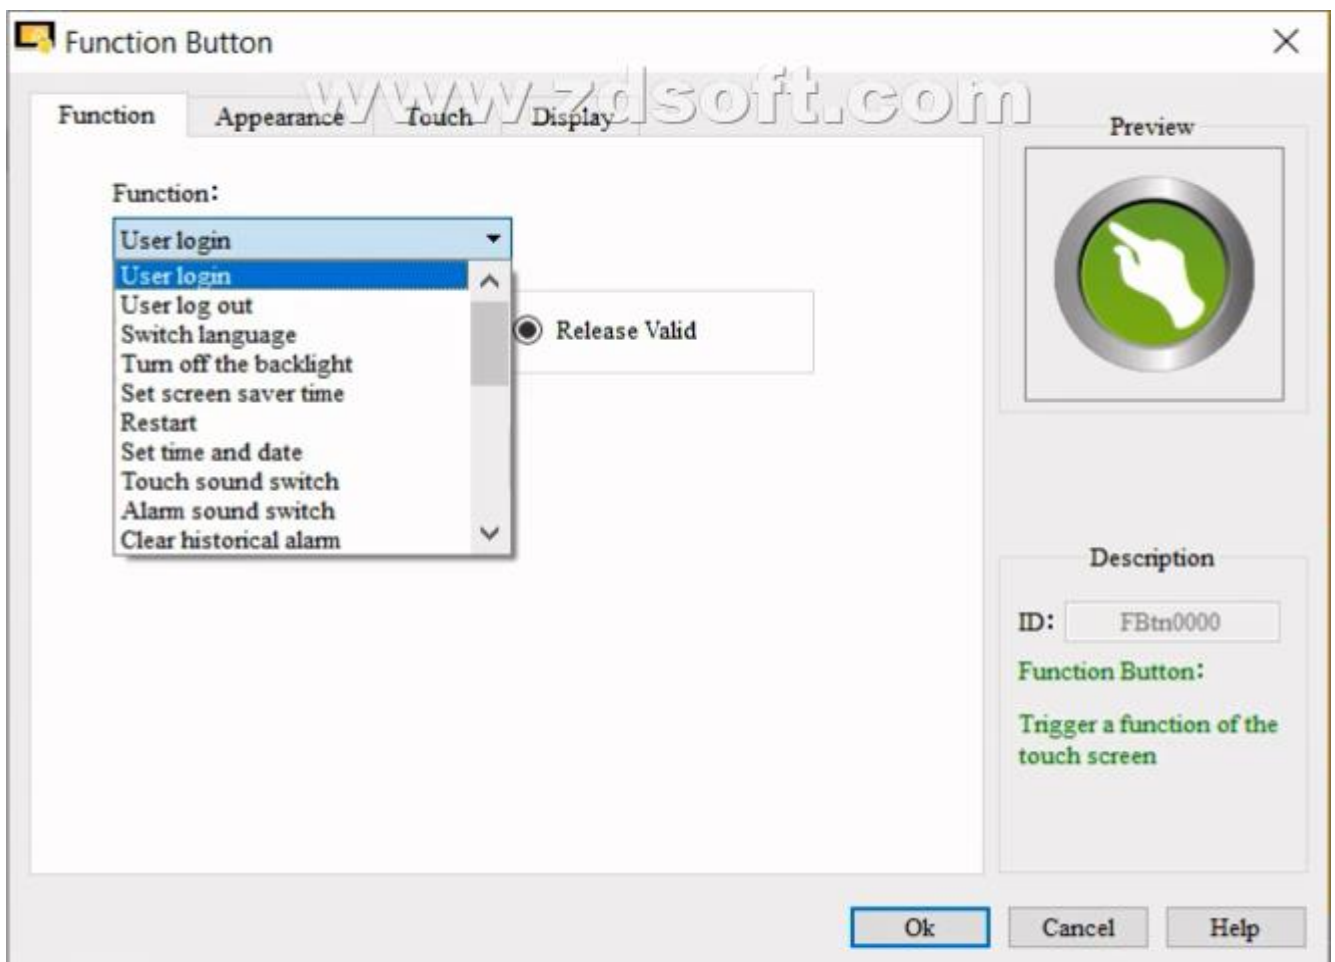 Function Button
www.zdsoft.com
Function
Appearance
Touch
Display
Preview
Function:
User login
User login
User log out
Switch language
Turn off the backlight
Set screen saver time
Restart
Set time and date
Touch sound switch
Alarm sound switch
Clear historical alarm
Release Valid
Description
ID:
FBtn0000
Function Button:
Trigger a function of the
touch screen
Ok
Cancel
Help